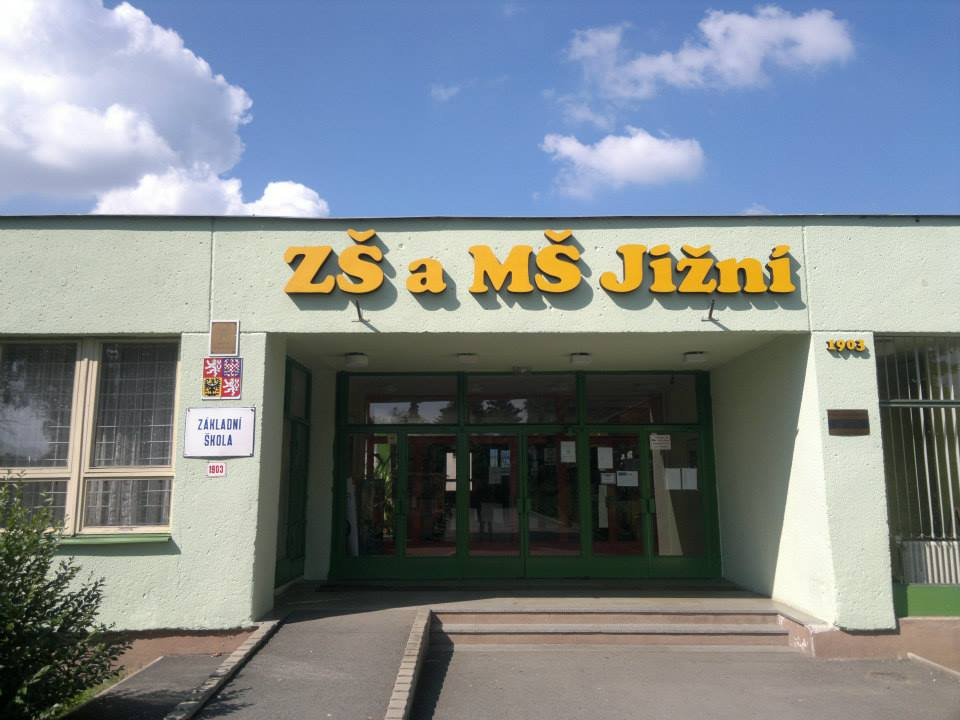 ZŠ a MŠ Jižní
1903
ZÁKLADNÍ
ŠKOLA
1903